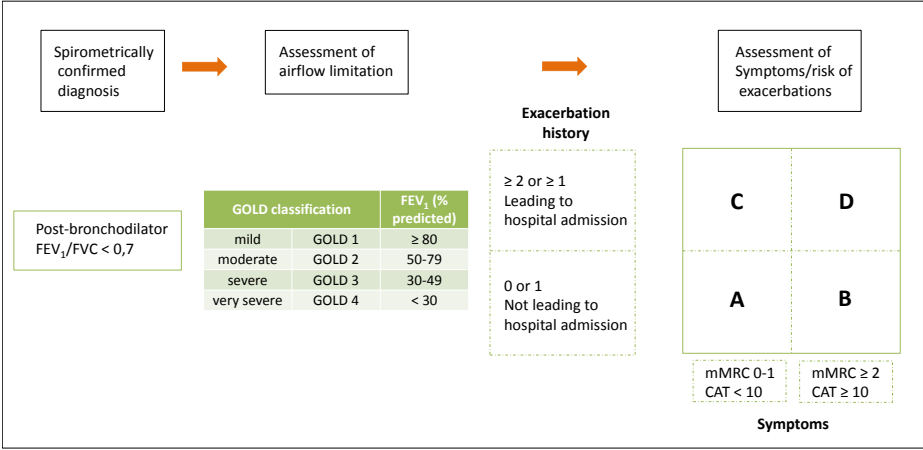 Spirometrically
confirmed
diagnosis
Assessment of
airflow limitation
Assessment of
Symptoms/risk of
exacerbations
Exacerbation
history
Post-bronchodilator
FEV₁/FVC < 0,7
GOLD classification FEV₁ (%
predicted)
mild GOLD 1 ≥ 80
moderate GOLD 2 50-79
severe GOLD 3 30-49
very severe GOLD 4 < 30
≥ 2 or ≥ 1
Leading to
hospital admission
0 or 1
Not leading to
hospital admission
C D
A B
mMRC 0-1
CAT < 10
mMRC ≥ 2
CAT ≥ 10
Symptoms